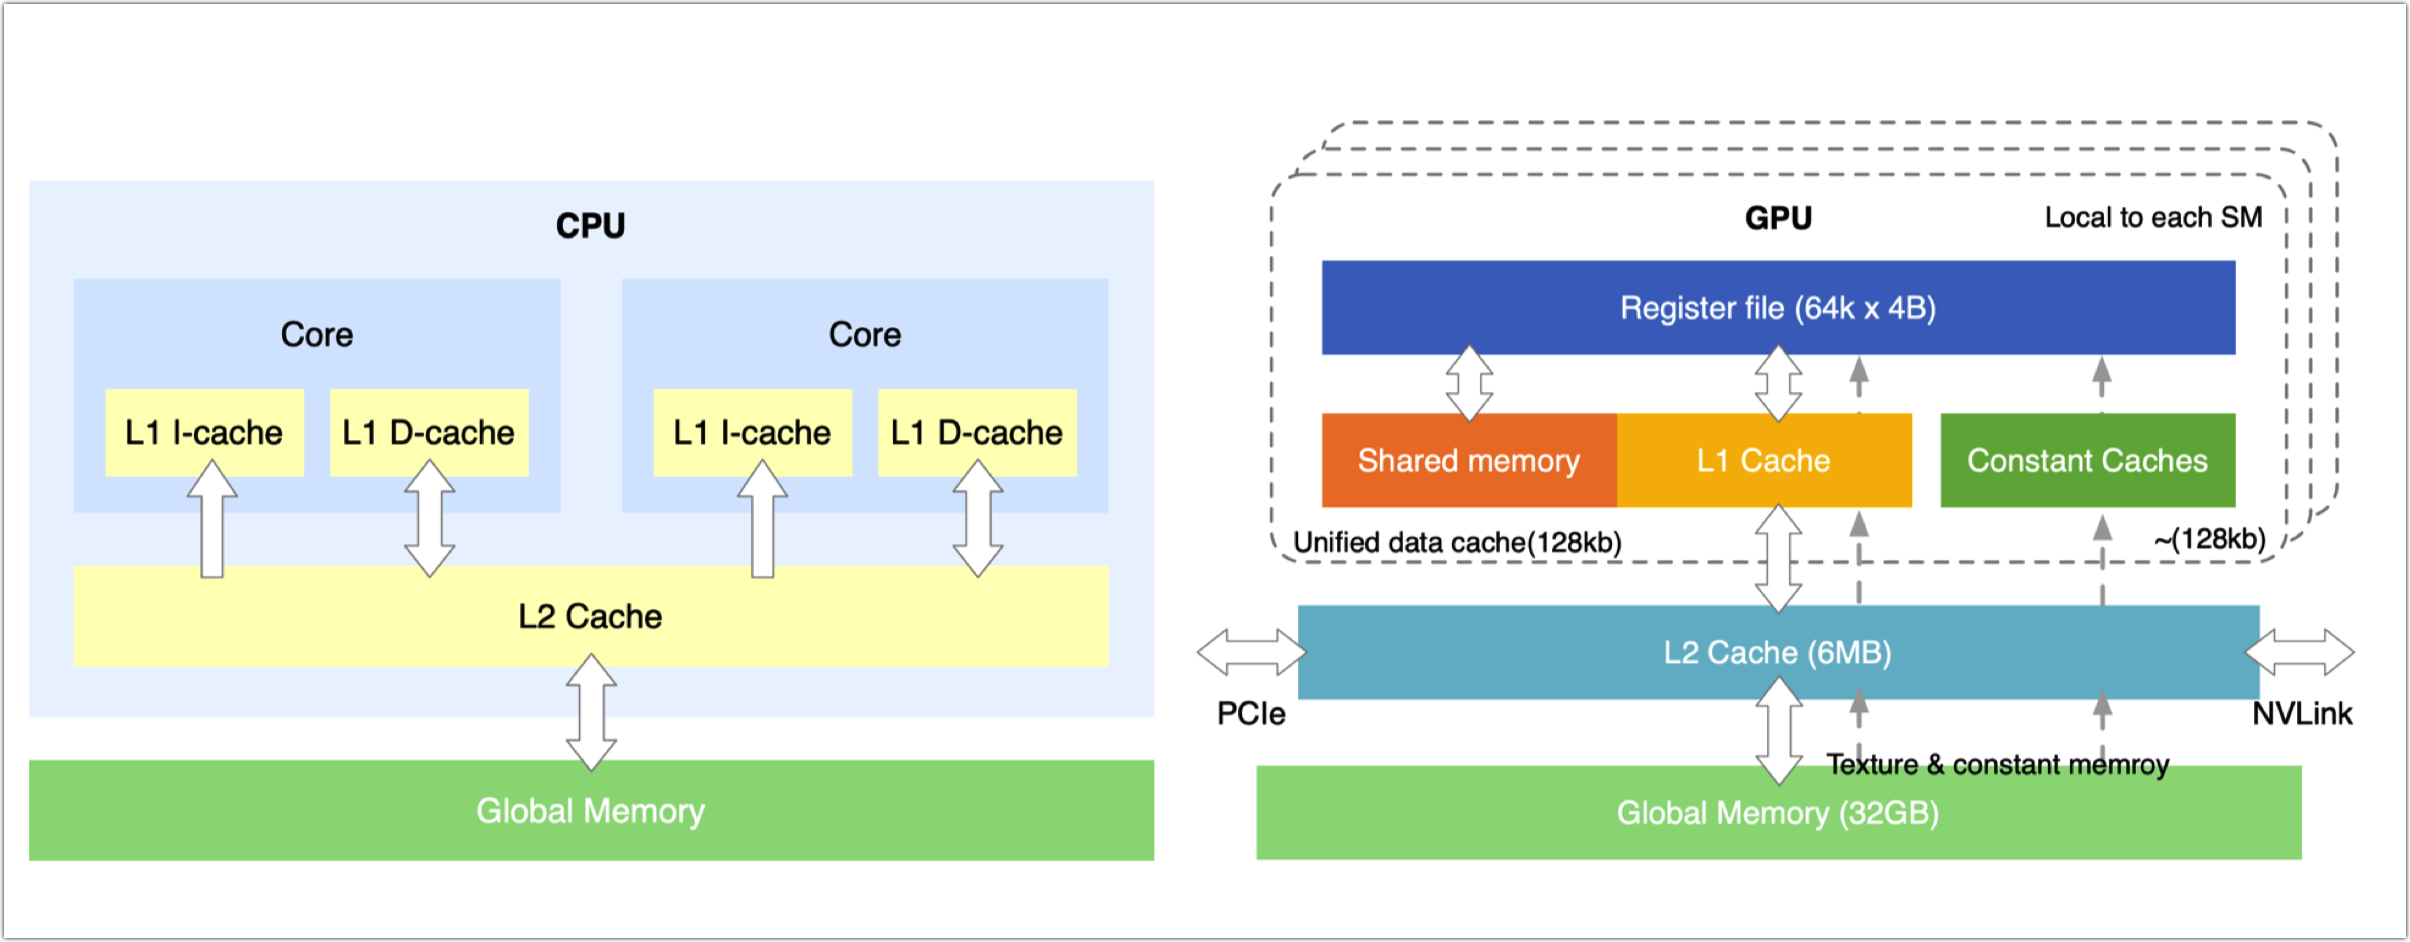 CPU
Core
Core
L1 I-cache
L1 D-cache
L1 I-cache
L1 D-cache
L2 Cache
Global Memory
GPU
Local to each SM
Register file (64k x 4B)
Shared memory
L1 Cache
Constant Caches
Unified data cache(128kb)
~(128kb)
L2 Cache (6MB)
PCIe
NVLink
Texture & constant memroy
Global Memory (32GB)